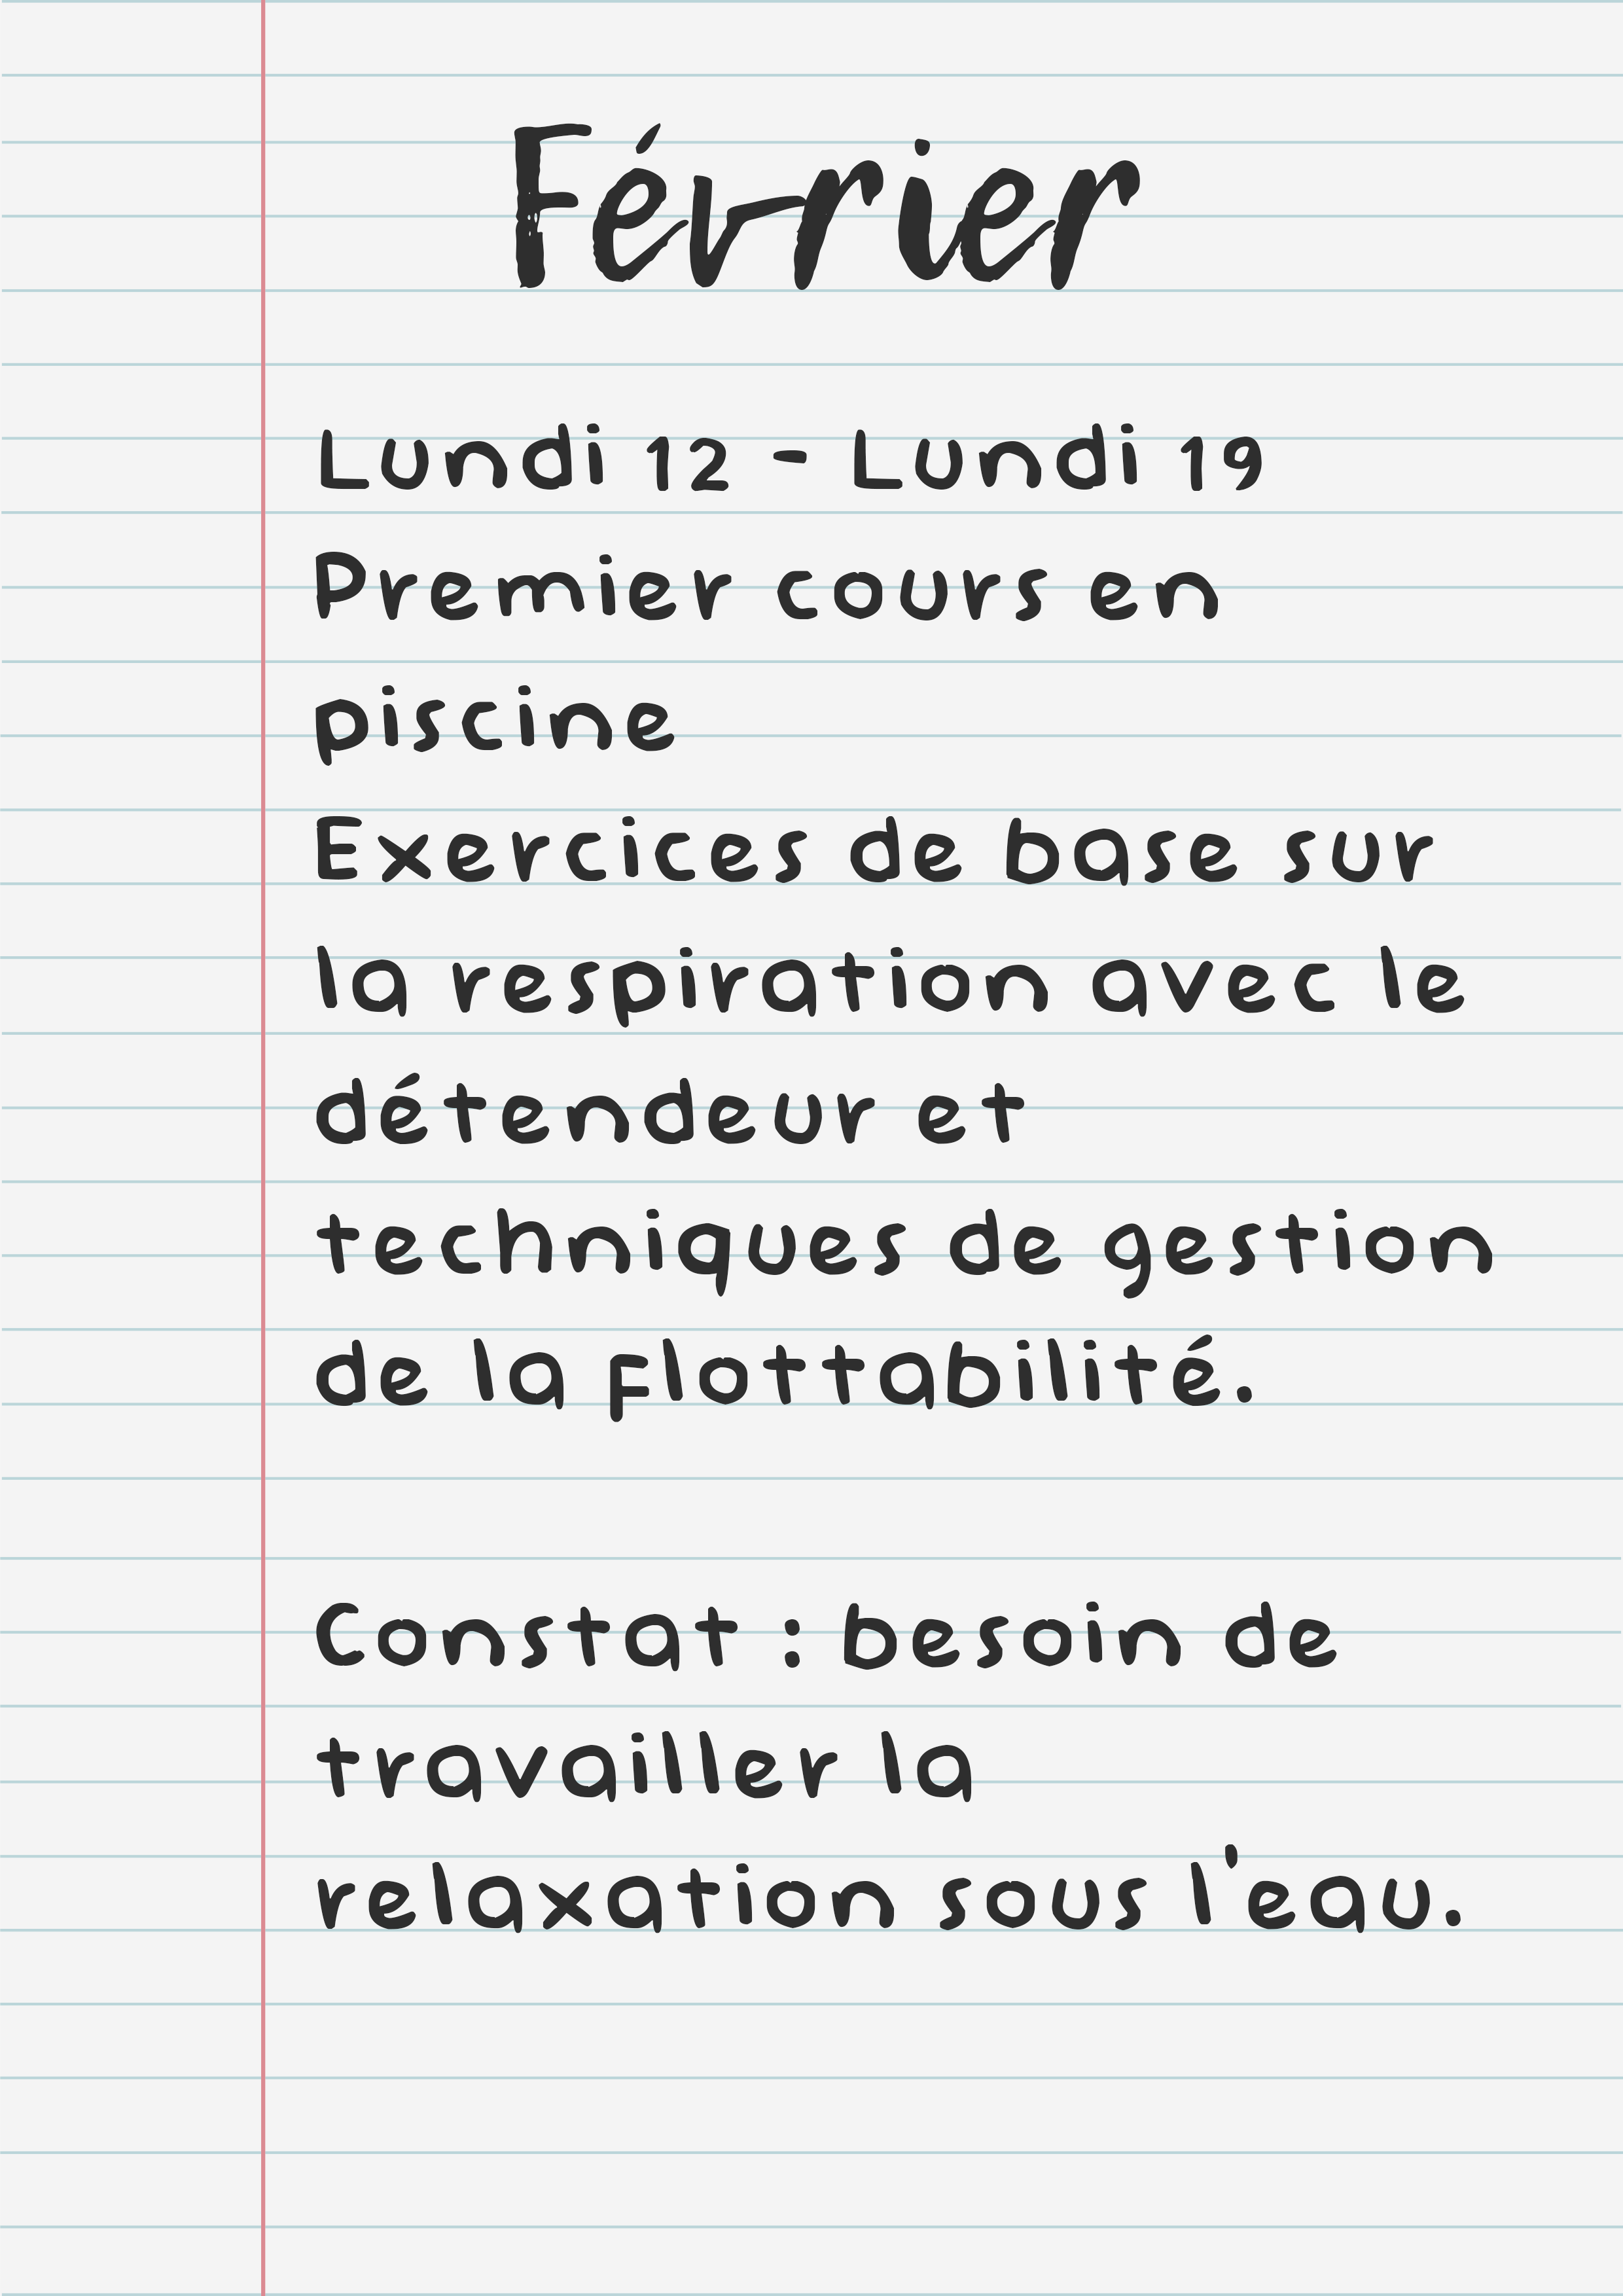 Février
Lundi 12 - Lundi 19
Premier cours en
piscine
Exercices de base sur
la respiration avec le
détendeur et
techniques de gestion
de la flottabilité.
Constat : besoin de
travailler la
relaxation sous l'eau.